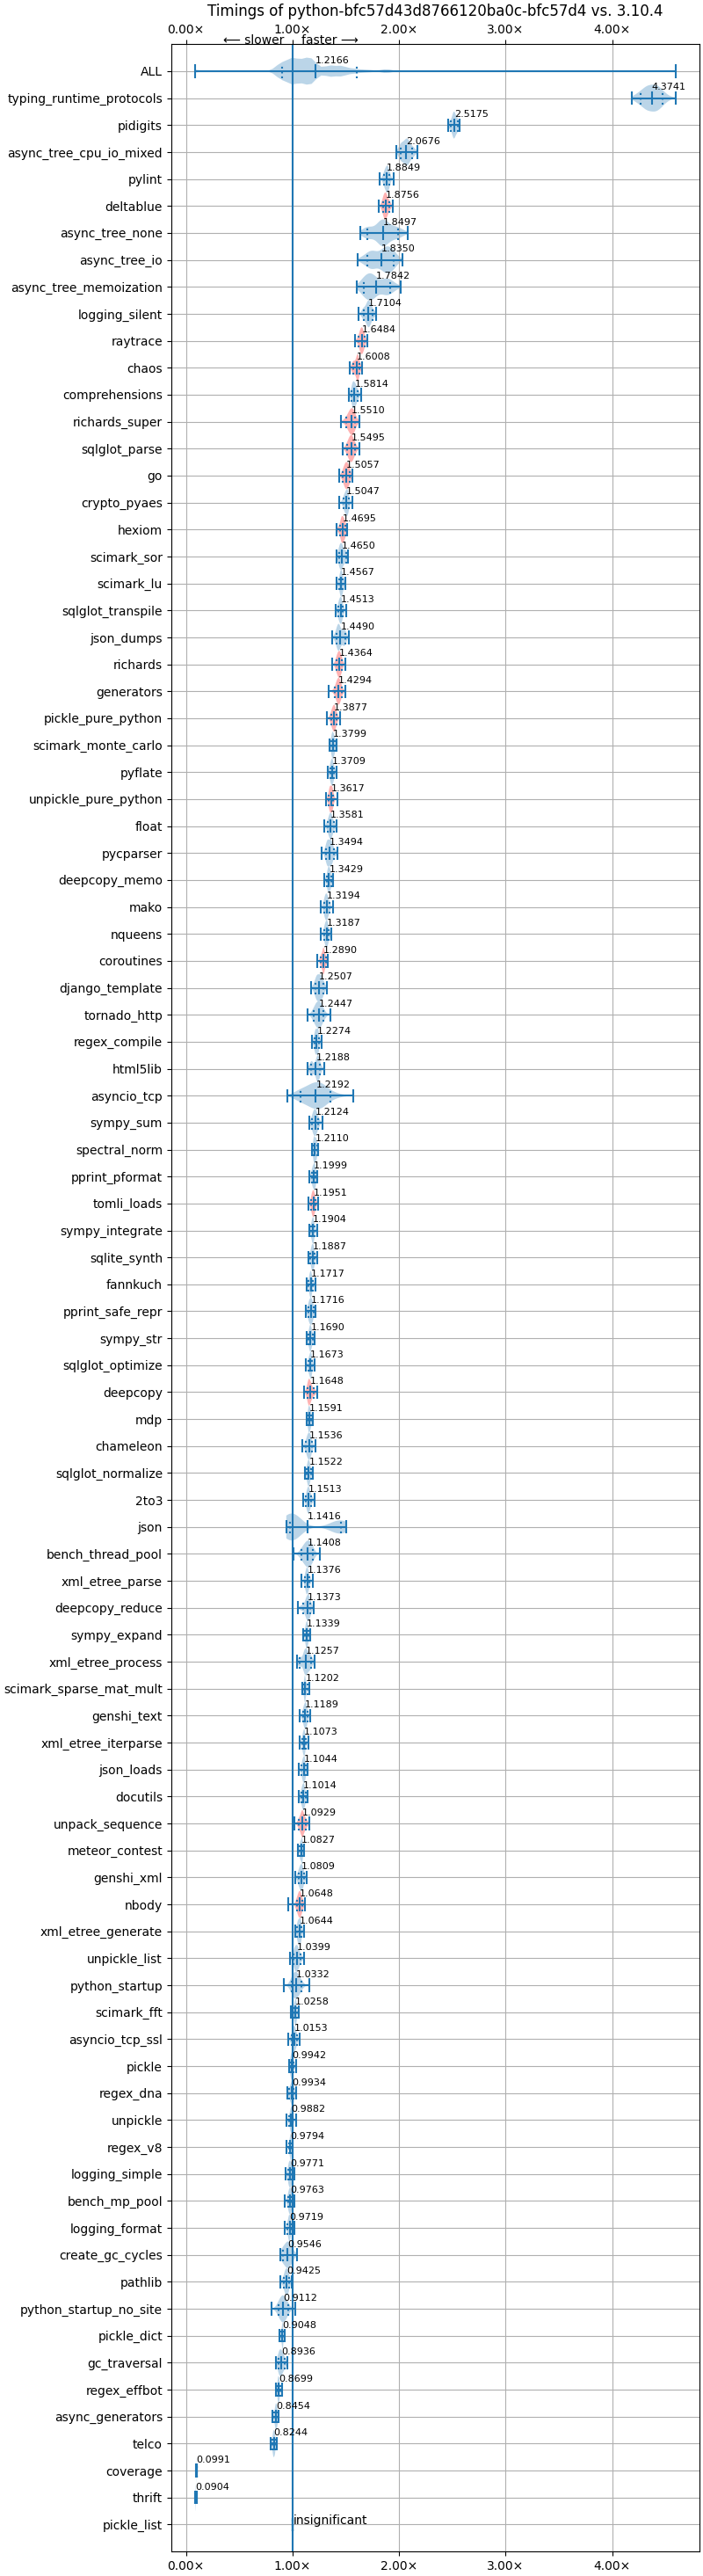 Timings of python-bfc57d43d8766120ba0c-bfc57d4 vs. 3.10.4
0.00× 1.00× 2.00× 3.00× 4.00×
⟵ slower faster ⟶
ALL 1.2166
typing_runtime_protocols 4.3741
pidigits 2.5175
async_tree_cpu_io_mixed 2.0676
pylint 1.8849
deltablue 1.8756
async_tree_none 1.8497
async_tree_io 1.8350
async_tree_memoization 1.7842
logging_silent 1.7104
raytrace 1.6484
chaos 1.6008
comprehensions 1.5814
richards_super 1.5510
sqlglot_parse 1.5495
go 1.5057
crypto_pyaes 1.5047
hexiom 1.4695
scimark_sor 1.4650
scimark_lu 1.4567
sqlglot_transpile 1.4513
json_dumps 1.4490
richards 1.4364
generators 1.4294
pickle_pure_python 1.3877
scimark_monte_carlo 1.3799
pyflate 1.3709
unpickle_pure_python 1.3617
float 1.3581
pycparser 1.3494
deepcopy_memo 1.3429
mako 1.3194
nqueens 1.3187
coroutines 1.2890
django_template 1.2507
tornado_http 1.2447
regex_compile 1.2274
html5lib 1.2188
asyncio_tcp 1.2192
sympy_sum 1.2124
spectral_norm 1.2110
pprint_pformat 1.1999
tomli_loads 1.1951
sympy_integrate 1.1904
sqlite_synth 1.1887
fannkuch 1.1717
pprint_safe_repr 1.1716
sympy_str 1.1690
sqlglot_optimize 1.1673
deepcopy 1.1648
mdp 1.1591
chameleon 1.1536
sqlglot_normalize 1.1522
2to3 1.1513
json 1.1416
bench_thread_pool 1.1408
xml_etree_parse 1.1376
deepcopy_reduce 1.1373
sympy_expand 1.1339
xml_etree_process 1.1257
scimark_sparse_mat_mult 1.1202
genshi_text 1.1189
xml_etree_iterparse 1.1073
json_loads 1.1044
docutils 1.1014
unpack_sequence 1.0929
meteor_contest 1.0827
genshi_xml 1.0809
nbody 1.0648
xml_etree_generate 1.0644
unpickle_list 1.0399
python_startup 1.0332
scimark_fft 1.0258
asyncio_tcp_ssl 1.0153
pickle 0.9942
regex_dna 0.9934
unpickle 0.9882
regex_v8 0.9794
logging_simple 0.9771
bench_mp_pool 0.9763
logging_format 0.9719
create_gc_cycles 0.9546
pathlib 0.9425
python_startup_no_site 0.9112
pickle_dict 0.9048
gc_traversal 0.8936
regex_effbot 0.8699
async_generators 0.8454
telco 0.8244
coverage 0.0991
thrift 0.0904
pickle_list insignificant
0.00× 1.00× 2.00× 3.00× 4.00×